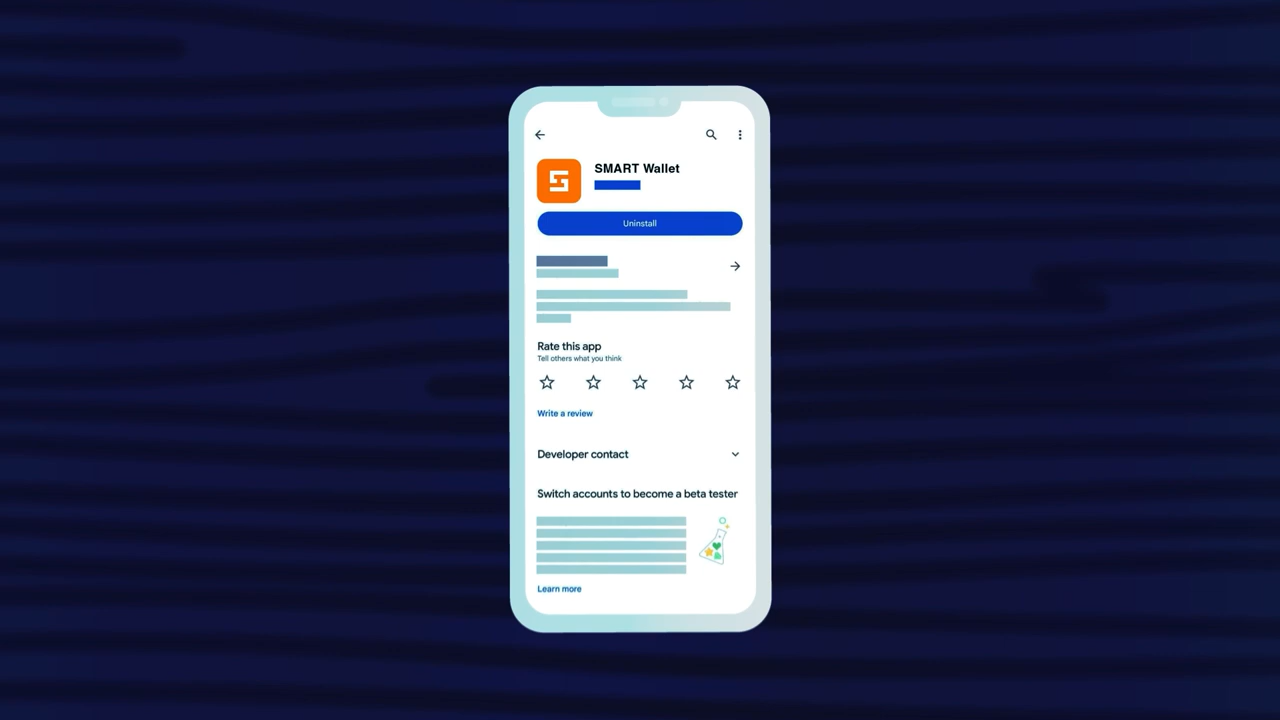 SMART Wallet
Uninstall
Rate this app
Tell others what you think
Write a review
Developer contact
Switch accounts to become a beta tester
Learn more